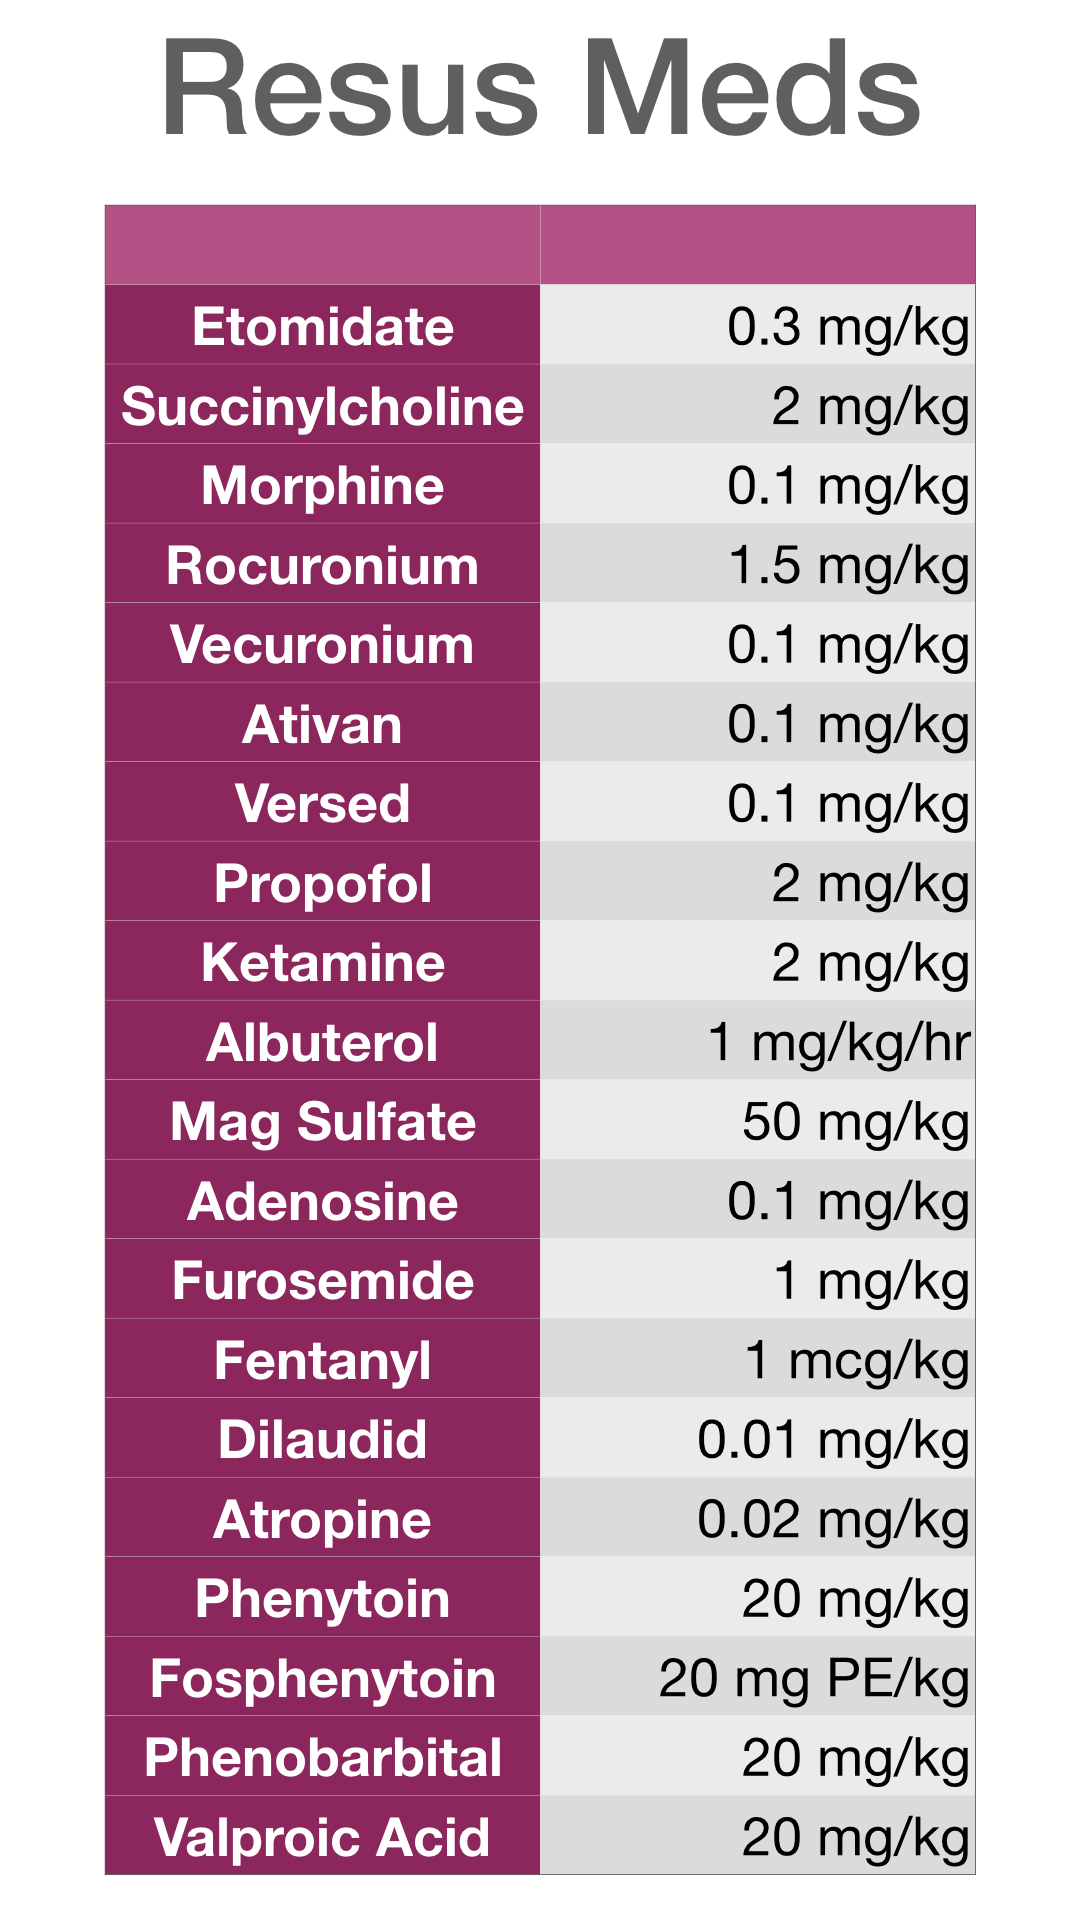 Resus Meds
Etomidate 0.3 mg/kg
Succinylcholine 2 mg/kg
Morphine 0.1 mg/kg
Rocuronium 1.5 mg/kg
Vecuronium 0.1 mg/kg
Ativan 0.1 mg/kg
Versed 0.1 mg/kg
Propofol 2 mg/kg
Ketamine 2 mg/kg
Albuterol 1 mg/kg/hr
Mag Sulfate 50 mg/kg
Adenosine 0.1 mg/kg
Furosemide 1 mg/kg
Fentanyl 1 mcg/kg
Dilaudid 0.01 mg/kg
Atropine 0.02 mg/kg
Phenytoin 20 mg/kg
Fosphenytoin 20 mg PE/kg
Phenobarbital 20 mg/kg
Valproic Acid 20 mg/kg